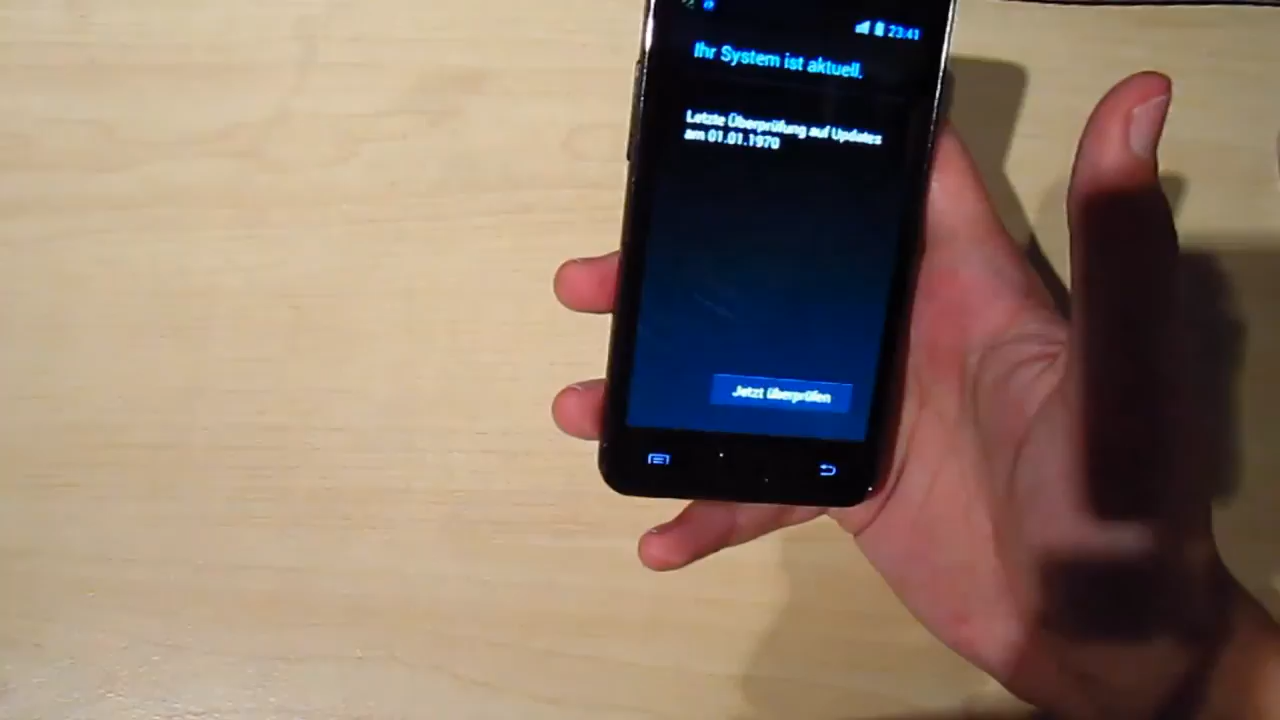 23:41
Ihr System ist aktuell.
Letzte Überprüfung auf Updates
am 01.01.1970
Jetzt überprüfen